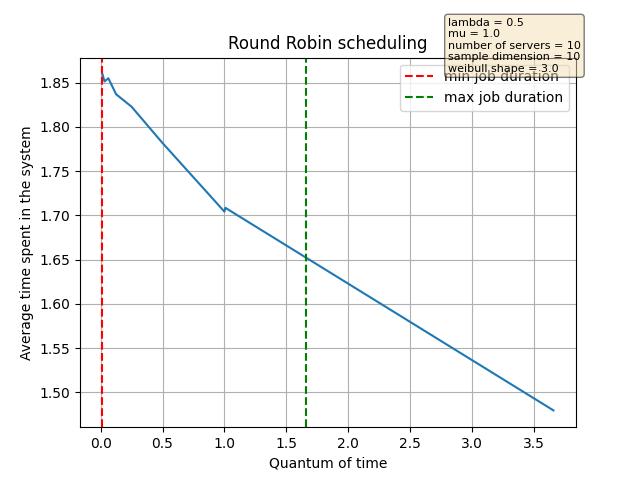 Round Robin scheduling
lambda = 0.5
mu = 1.0
number of servers = 10
sample dimension = 10
weibull shape = 3.0
min job duration
max job duration
Average time spent in the system
1.85
1.80
1.75
1.70
1.65
1.60
1.55
1.50
0.0 0.5 1.0 1.5 2.0 2.5 3.0 3.5
Quantum of time